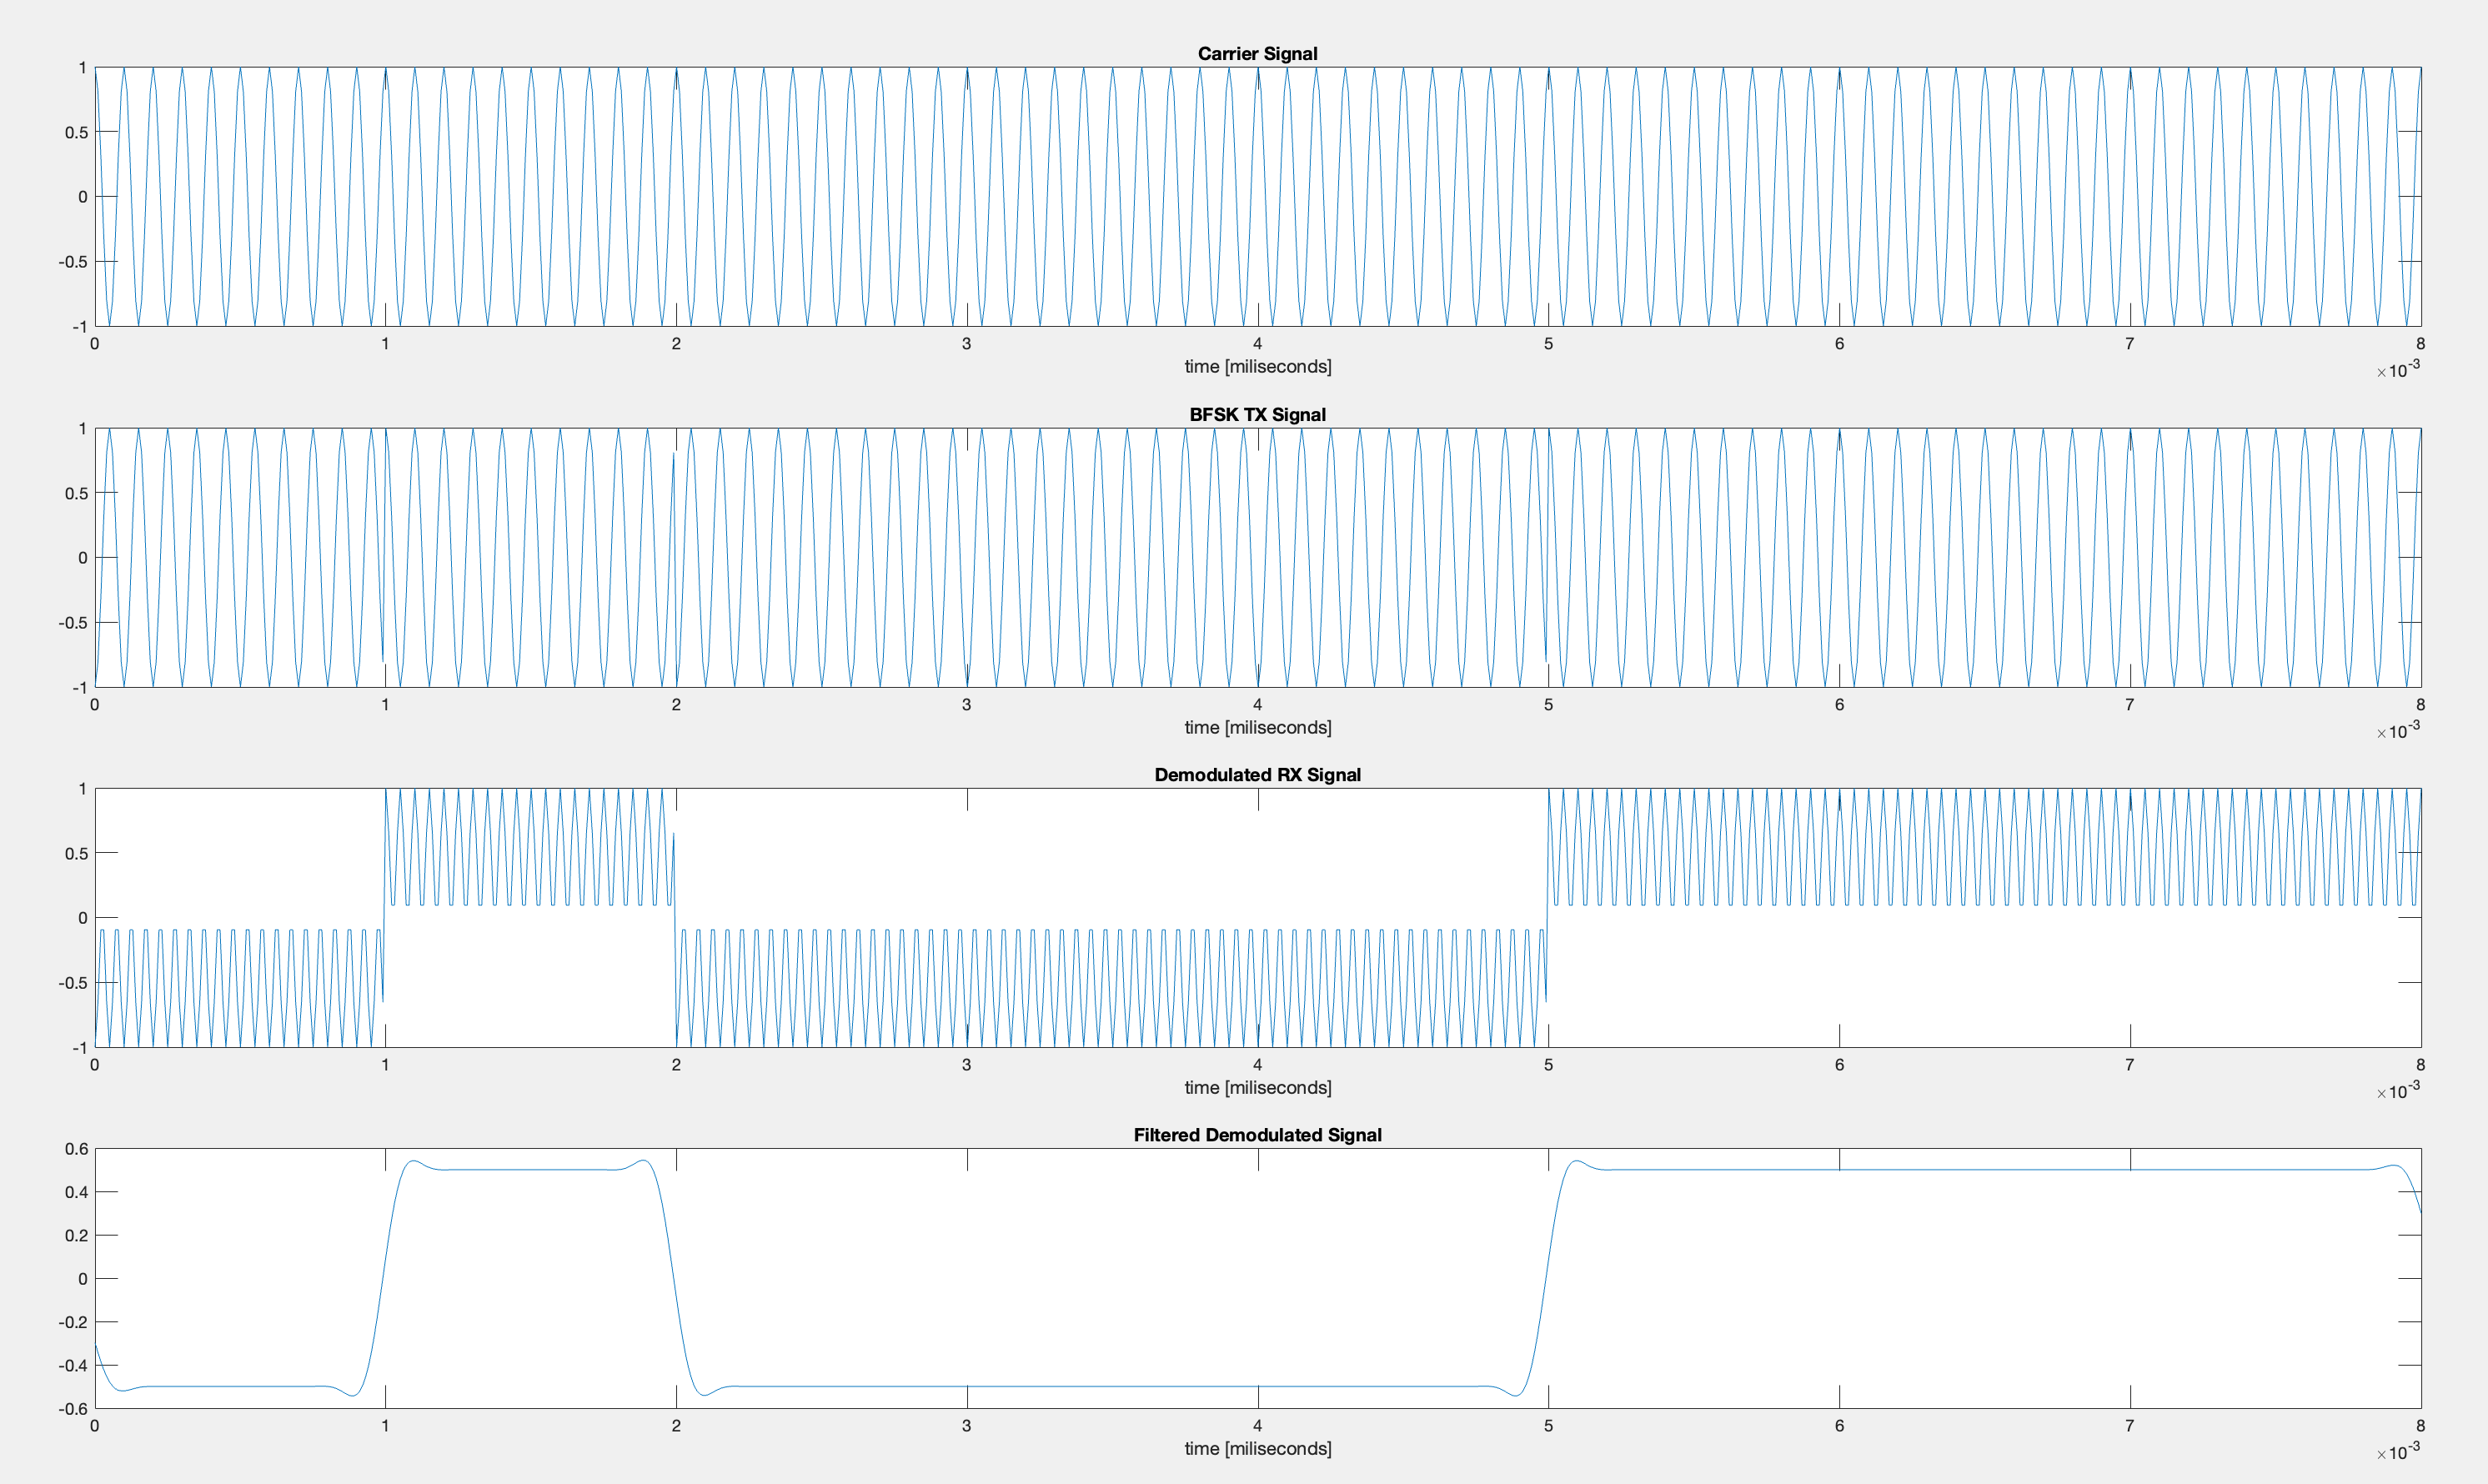 Carrier Signal
1
0.5
0
-0.5
-1
0 1 2 3 4 5 6 7 8
time [miliseconds]
×10-3
BFSK TX Signal
1
0.5
0
-0.5
-1
0 1 2 3 4 5 6 7 8
time [miliseconds]
×10-3
Demodulated RX Signal
1
0.5
0
-0.5
-1
0 1 2 3 4 5 6 7 8
time [miliseconds]
×10-3
Filtered Demodulated Signal
0.6
0.4
0.2
0
-0.2
-0.4
-0.6
0 1 2 3 4 5 6 7 8
time [miliseconds]
×10-3